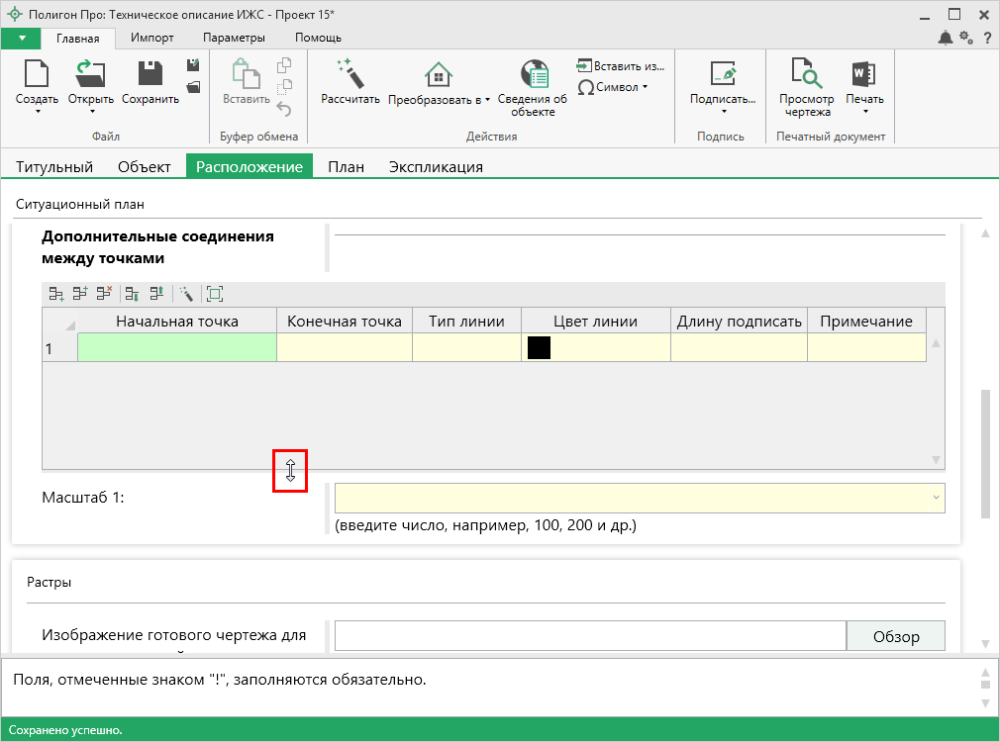 Полигон Про: Техническое описание ИЖС - Проект 15*
Главная Импорт Параметры Помощь
?
Создать Открыть Сохранить
Файл
Вставить
Буфер обмена
Рассчитать Преобразовать в Сведения об
объекте
Вставить из...
Символ
Действия
Подписать...
Подпись
Просмотр
чертежа
Печать
Печатный документ
Титульный Объект Расположение План Экспликация
Ситуационный план
Дополнительные соединения
между точками
Начальная точка Конечная точка Тип линии Цвет линии Длину подписать Примечание
1
Масштаб 1:
(введите число, например, 100, 200 и др.)
Растры
Изображение готового чертежа для
Обзор
Поля, отмеченные знаком "!", заполняются обязательно.
Сохранено успешно.